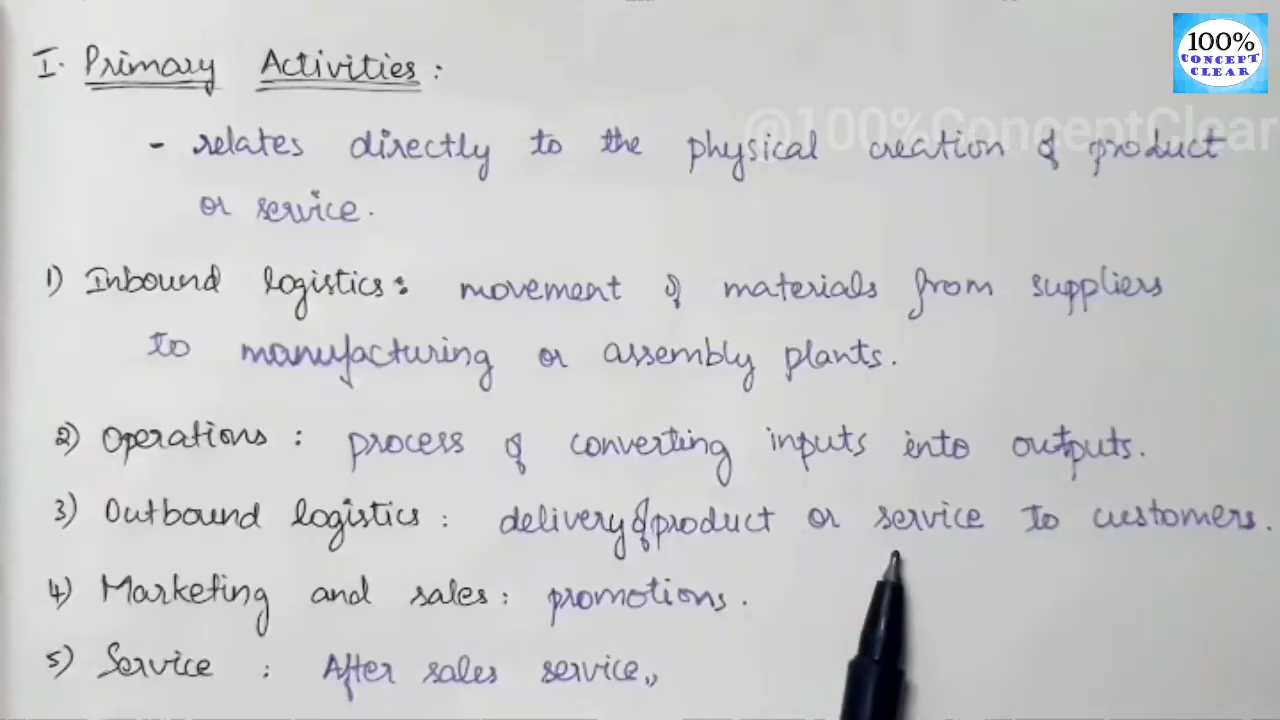 100%
CONCEPT
CLEAR
@100%ConceptClear
I. Primary Activities :
- relates directly to the physical creation of product
or service.
1) Inbound logistics : movement of materials from suppliers
to manufacturing or assembly plants.
2) Operations : process of converting inputs into outputs.
3) Outbound logistics : delivery of product or service to customers.
4) Marketing and sales : promotions.
5) Service : After sales service.,,